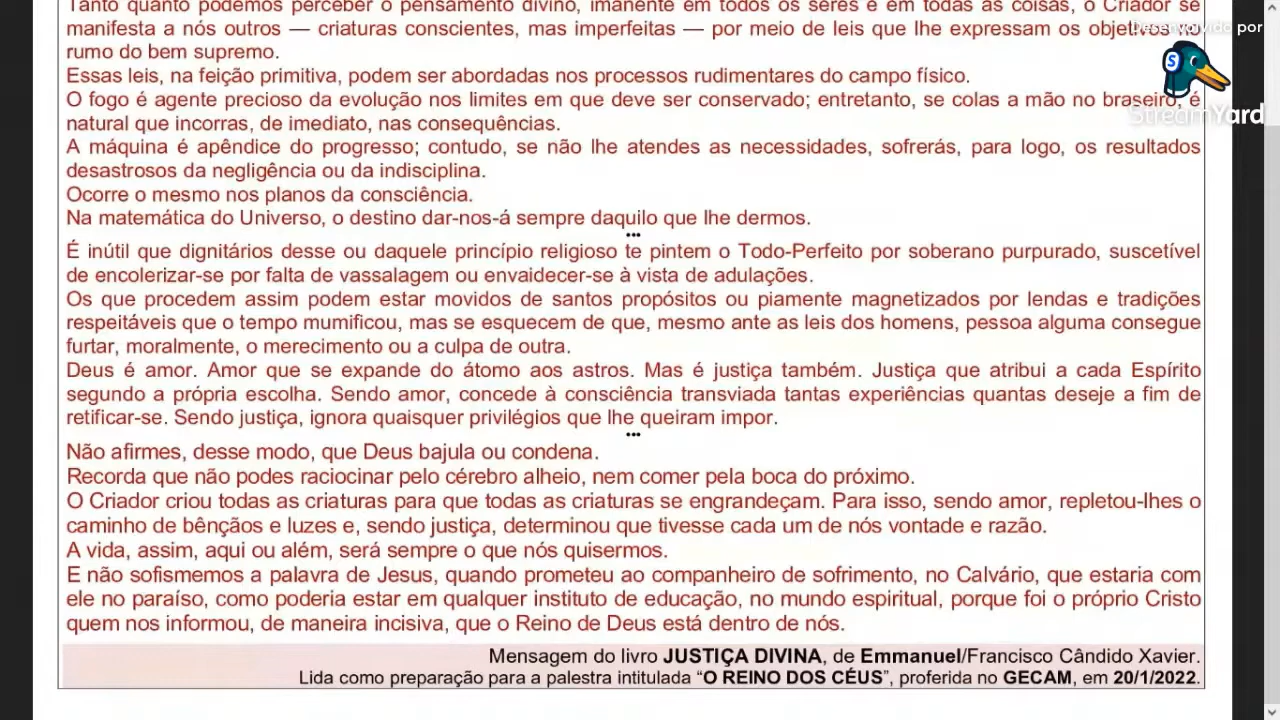 Tanto quanto podemos perceber o pensamento divino, imanente em todos os seres e em todas as coisas, o Criador se
manifesta a nós outros — criaturas conscientes, mas imperfeitas — por meio de leis que lhe expressam os objetivos no
rumo do bem supremo.
Essas leis, na feição primitiva, podem ser abordadas nos processos rudimentares do campo físico.
O fogo é agente precioso da evolução nos limites em que deve ser conservado; entretanto, se colas a mão no braseiro, é
natural que incorras, de imediato, nas consequências.
A máquina é apêndice do progresso; contudo, se não lhe atendes as necessidades, sofrerás, para logo, os resultados
desastrosos da negligência ou da indisciplina.
Ocorre o mesmo nos planos da consciência.
Na matemática do Universo, o destino dar-nos-á sempre daquilo que lhe dermos.
...
É inútil que dignitários desse ou daquele princípio religioso te pintem o Todo-Perfeito por soberano purpurado, suscetível
de encolerizar-se por falta de vassalagem ou envaidecer-se à vista de adulações.
Os que procedem assim podem estar movidos de santos propósitos ou piamente magnetizados por lendas e tradições
respeitáveis que o tempo mumificou, mas se esquecem de que, mesmo ante as leis dos homens, pessoa alguma consegue
furtar, moralmente, o merecimento ou a culpa de outra.
Deus é amor. Amor que se expande do átomo aos astros. Mas é justiça também. Justiça que atribui a cada Espírito
segundo a própria escolha. Sendo amor, concede à consciência transviada tantas experiências quantas deseje a fim de
retificar-se. Sendo justiça, ignora quaisquer privilégios que lhe queiram impor.
...
Não afirmes, desse modo, que Deus bajula ou condena.
Recorda que não podes raciocinar pelo cérebro alheio, nem comer pela boca do próximo.
O Criador criou todas as criaturas para que todas as criaturas se engrandeçam. Para isso, sendo amor, repletou-lhes o
caminho de bênçãos e luzes e, sendo justiça, determinou que tivesse cada um de nós vontade e razão.
A vida, assim, aqui ou além, será sempre o que nós quisermos.
E não sofismemos a palavra de Jesus, quando prometeu ao companheiro de sofrimento, no Calvário, que estaria com
ele no paraíso, como poderia estar em qualquer instituto de educação, no mundo espiritual, porque foi o próprio Cristo
quem nos informou, de maneira incisiva, que o Reino de Deus está dentro de nós.
Mensagem do livro JUSTIÇA DIVINA, de Emmanuel/Francisco Cândido Xavier.
Lida como preparação para a palestra intitulada “O REINO DOS CÉUS”, proferida no GECAM, em 20/1/2022.
Desenvolvido por
S
StreamYard